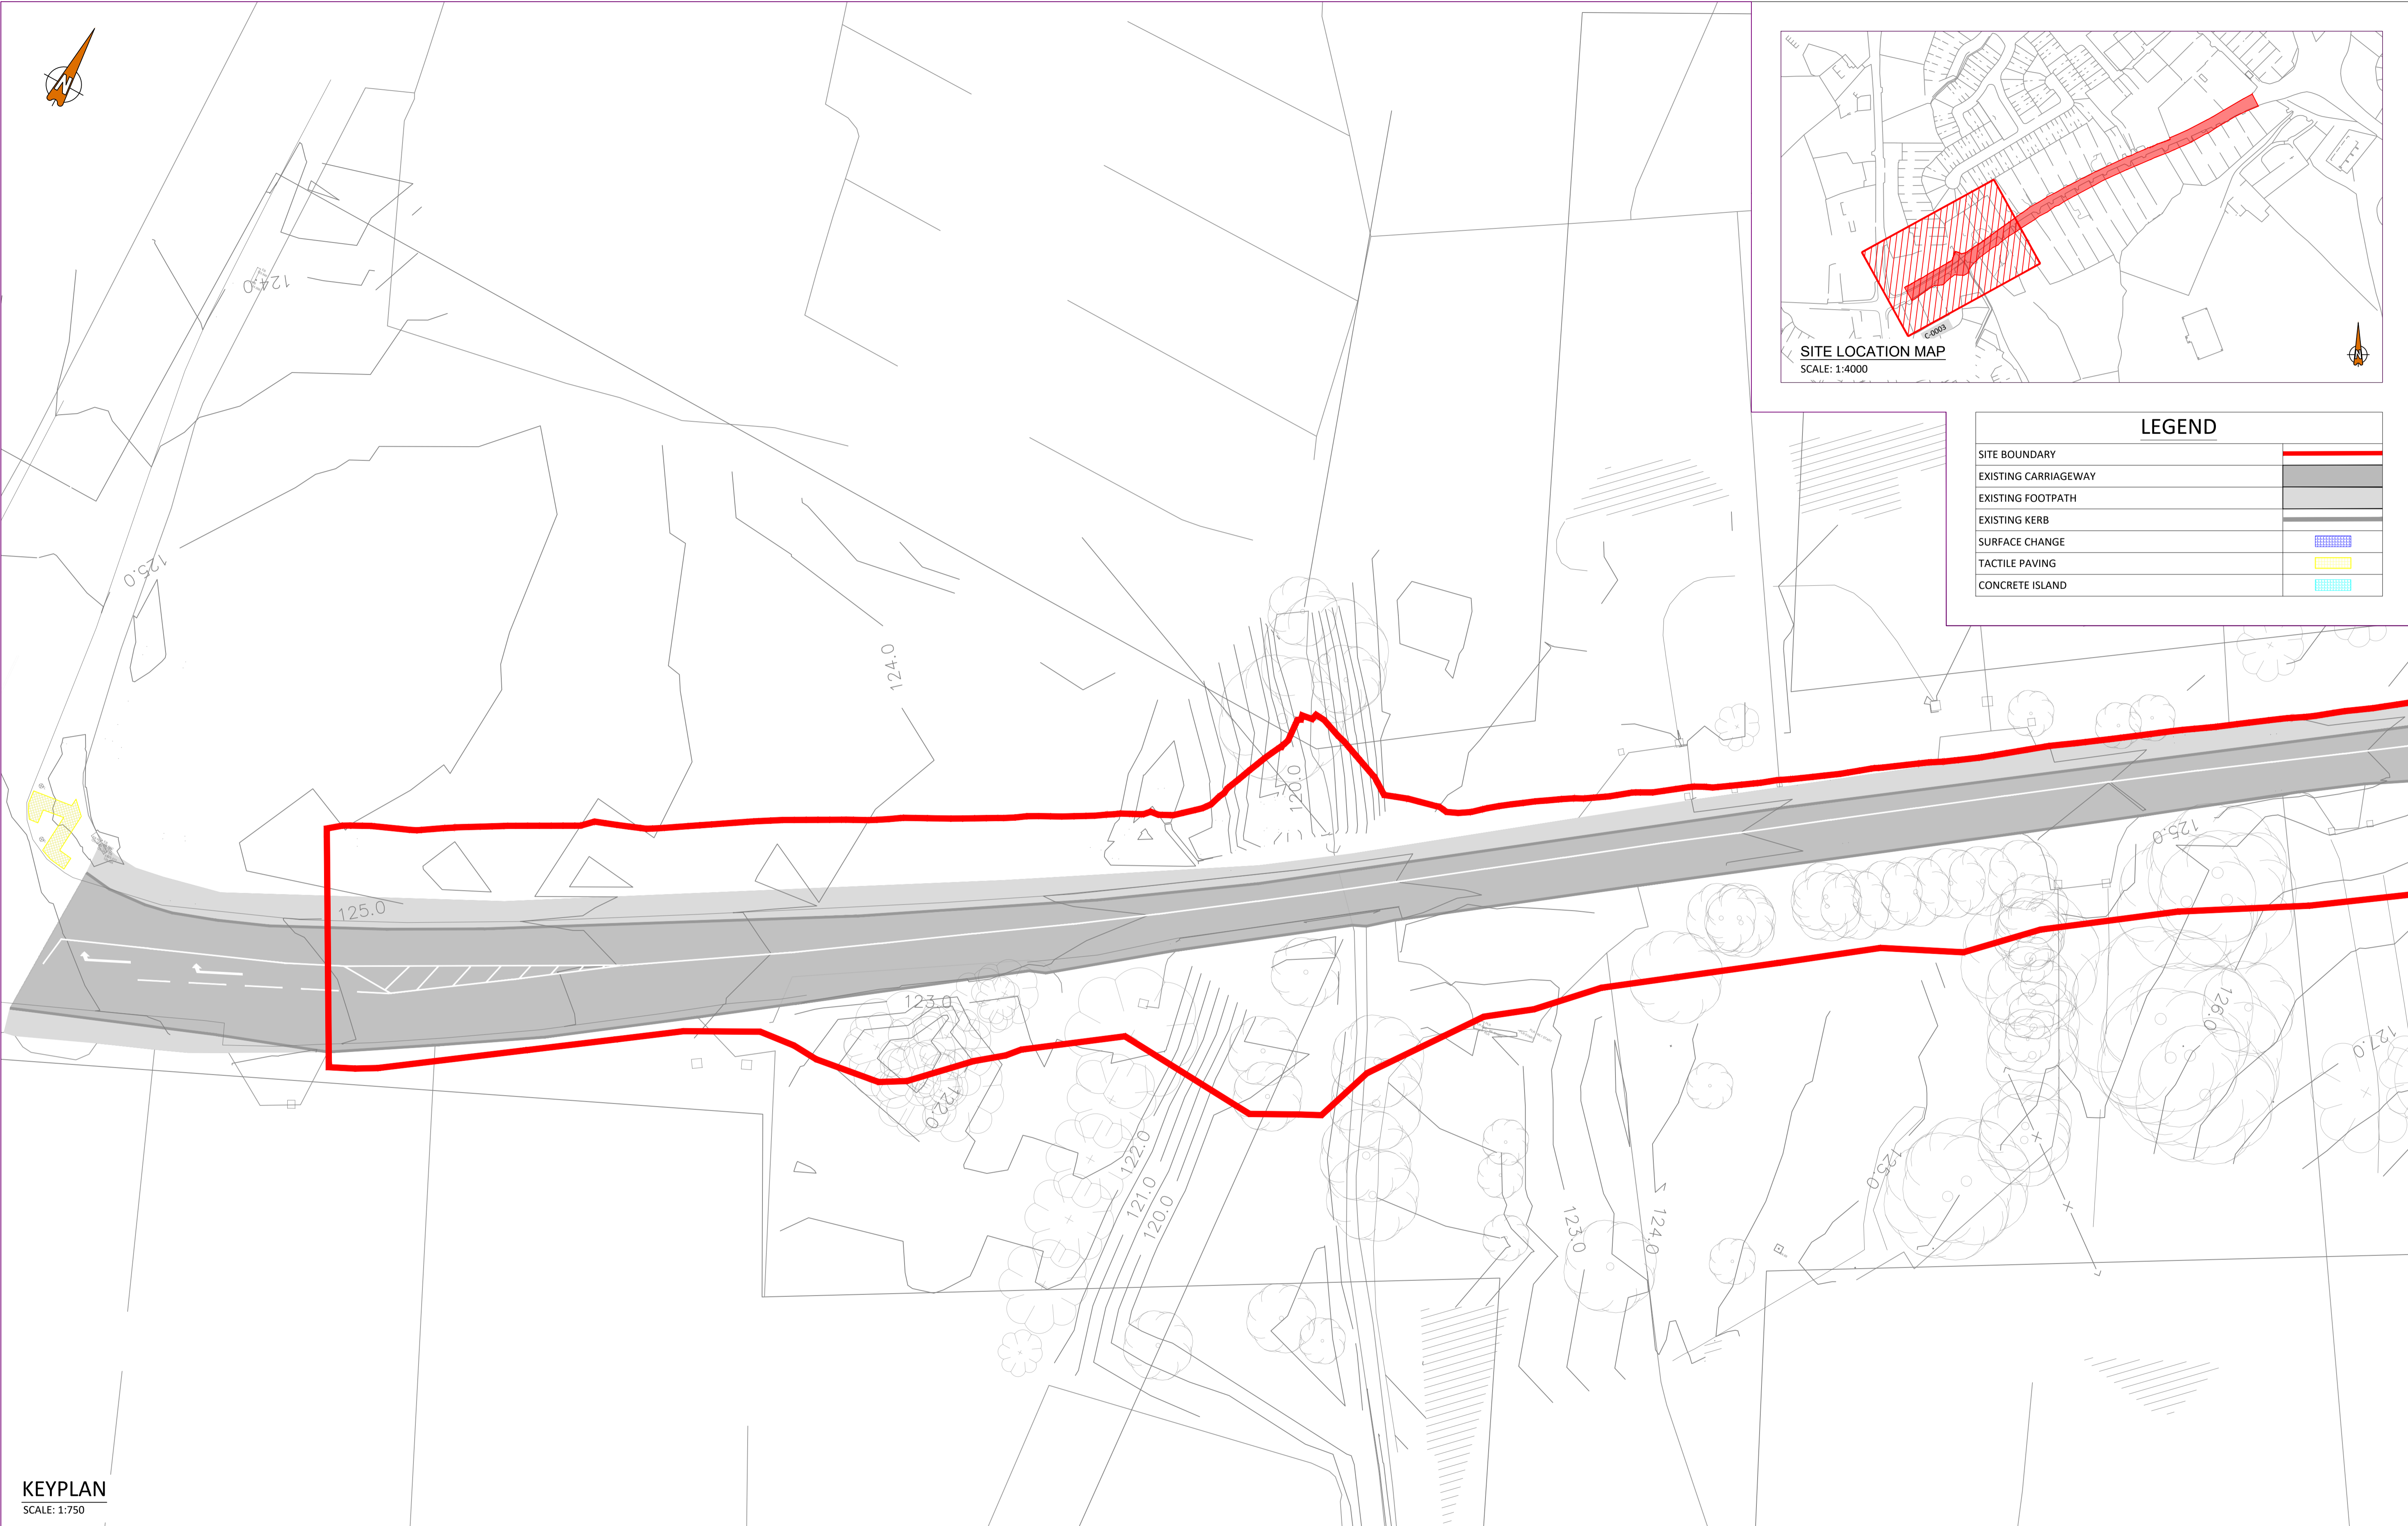 N
C-0003
SITE LOCATION MAP
SCALE: 1:4000
N
LEGEND
SITE BOUNDARY
EXISTING CARRIAGEWAY
EXISTING FOOTPATH
EXISTING KERB
SURFACE CHANGE
TACTILE PAVING
CONCRETE ISLAND
124.0
125.0
124.0
120.0
125.0
125.0
123.0
122.0
126.0
127.0
122.0
121.0
120.0
125.0
123.0
124.0
KEYPLAN
SCALE: 1:750